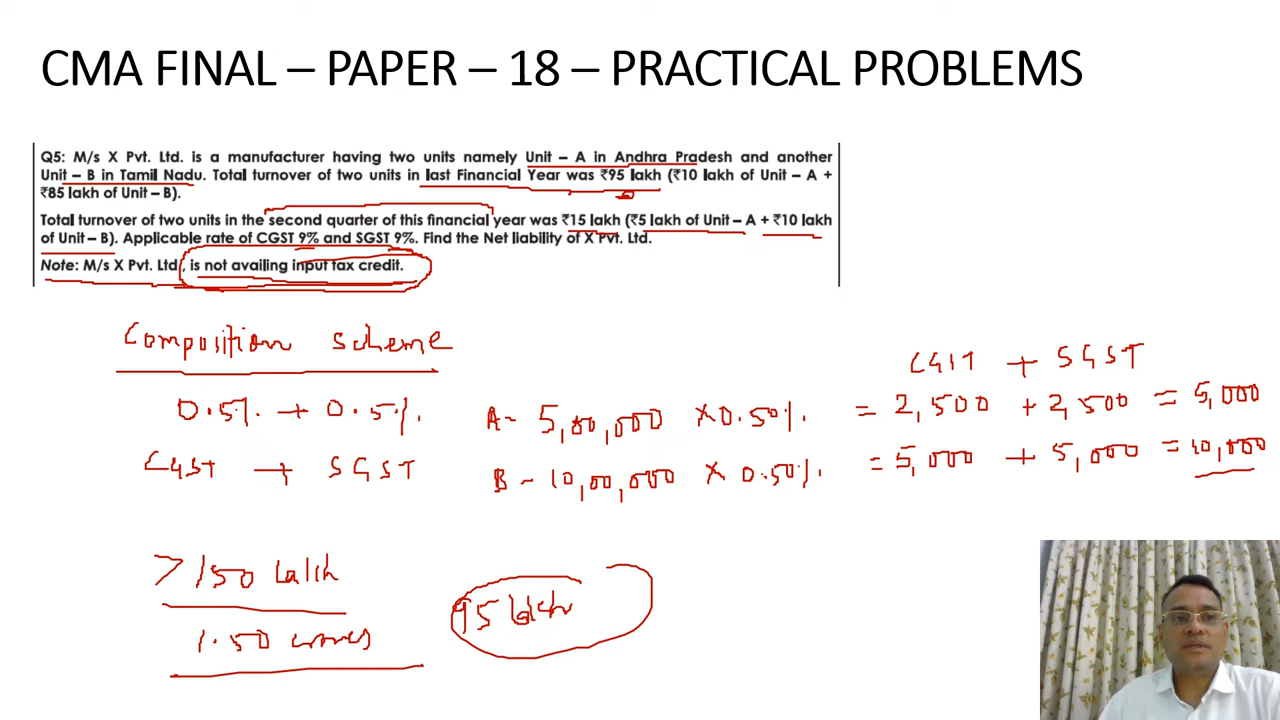 CMA FINAL – PAPER – 18 – PRACTICAL PROBLEMS
Q5: M/s X Pvt. Ltd. is a manufacturer having two units namely Unit – A in Andhra Pradesh and another
Unit – B in Tamil Nadu. Total turnover of two units in last Financial Year was ₹95 lakh (₹10 lakh of Unit – A +
₹85 lakh of Unit – B).
Total turnover of two units in the second quarter of this financial year was ₹15 lakh (₹5 lakh of Unit – A + ₹10 lakh
of Unit – B). Applicable rate of CGST 9% and SGST 9%. Find the Net liability of X Pvt. Ltd.
Note: M/s X Pvt. Ltd. is not availing input tax credit.
Composition scheme
0.5% + 0.5%.
CGST + SGST
CGST + SGST
A – 5,00,000 × 0.50% = 2,500 + 2,500 = 5,000
B – 10,00,000 × 0.50% = 5,000 + 5,000 = 10,000
> 150 lakh
1.50 crores
95 lakh